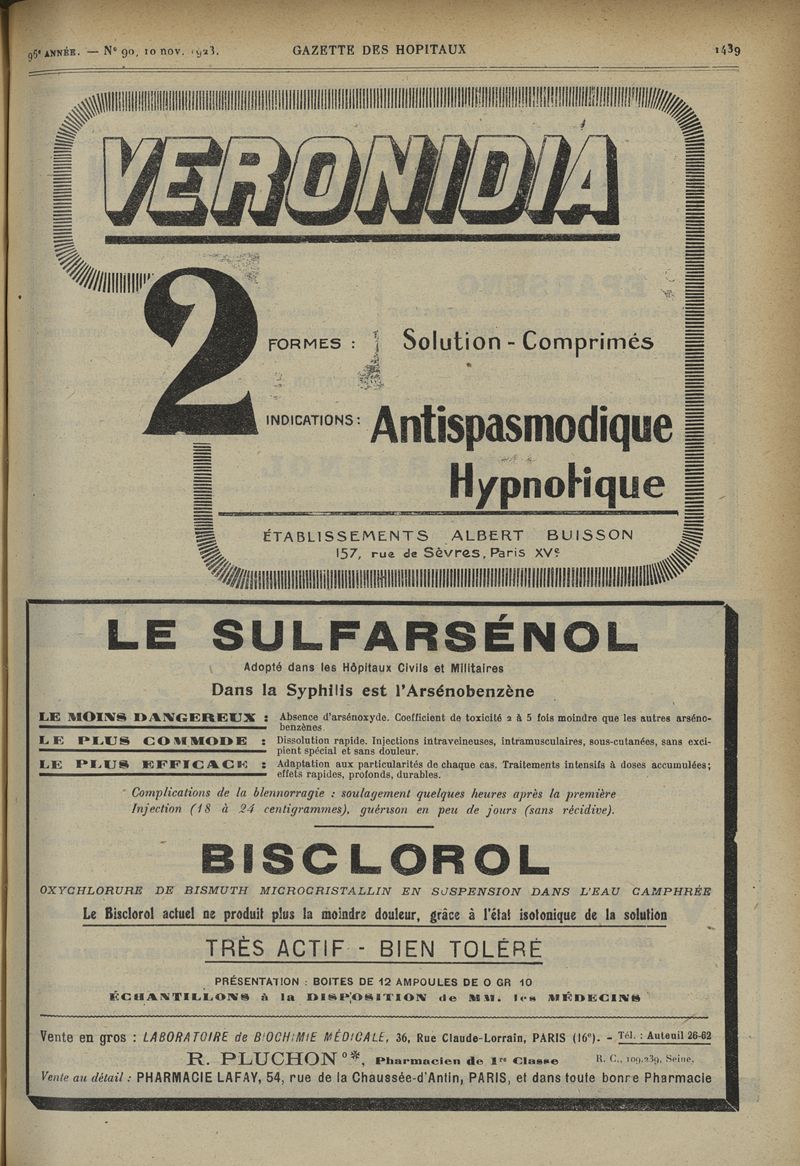 96e ANNÉE. — N° 90, 10 nov. 1923.
GAZETTE DES HOPITAUX
1439
VERONIDIA
2
FORMES : Solution - Comprimés
INDICATIONS : Antispasmodique
Hypnotique
ÉTABLISSEMENTS ALBERT BUISSON
157, rue de Sèvres, Paris XVe
LE SULFARSÉNOL
Adopté dans les Hôpitaux Civils et Militaires
Dans la Syphilis est l'Arsénobenzène
LE MOINS DANGEREUX : Absence d'arsénoxyde. Coefficient de toxicité 2 à 5 fois moindre que les autres arséno-
benzènes
LE PLUS COMMODE : Dissolution rapide. Injections intraveineuses, intramusculaires, sous-cutanées, sans exci-
pient spécial et sans douleur.
LE PLUS EFFICACE : Adaptation aux particularités de chaque cas. Traitements intensifs à doses accumulées;
effets rapides, profonds, durables.
Complications de la blennorragie : soulagement quelques heures après la première
Injection (18 à 24 centigrammes), guérison en peu de jours (sans récidive).
BISCLOROL
OXYCHLORURE DE BISMUTH MICROCRISTALLIN EN SUSPENSION DANS L'EAU CAMPHRÉE
Le Bisclorol actuel ne produit plus la moindre douleur, grâce à l'état isotonique de la solution
TRÈS ACTIF - BIEN TOLÉRÉ
PRÉSENTATION : BOITES DE 12 AMPOULES DE 0 GR 10
ÉCHANTILLONS à la DISPOSITION de MM. les MÉDECINS
Vente en gros : LABORATOIRE de BIOCHIMIE MÉDICALE, 36, Rue Claude-Lorrain, PARIS (16e). - Tél. : Auteuil 26-62
R. PLUCHON O*, Pharmacien de 1re Classe R. C., 109.239, Seine.
Vente au détail : PHARMACIE LAFAY, 54, rue de la Chaussée-d'Antin, PARIS, et dans toute bonne Pharmacie